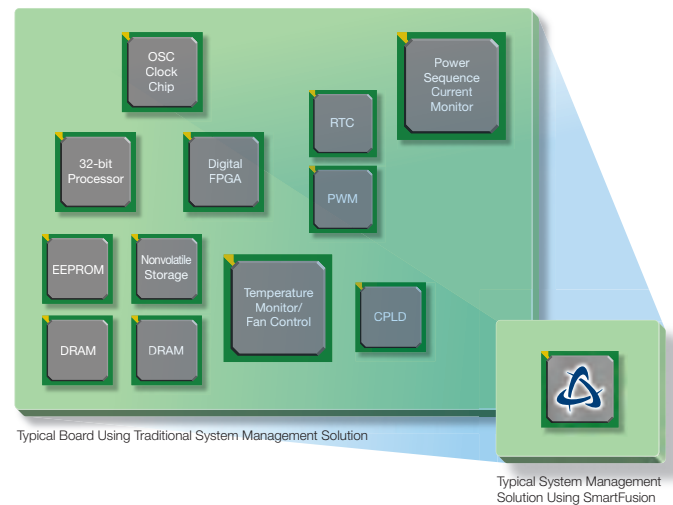 OSC
Clock
Chip
Power
Sequence
Current
Monitor
RTC
32-bit
Processor
Digital
FPGA
PWM
EEPROM
Nonvolatile
Storage
Temperature
Monitor/
Fan Control
CPLD
DRAM
DRAM
Typical Board Using Traditional System Management Solution
Typical System Management
Solution Using SmartFusion